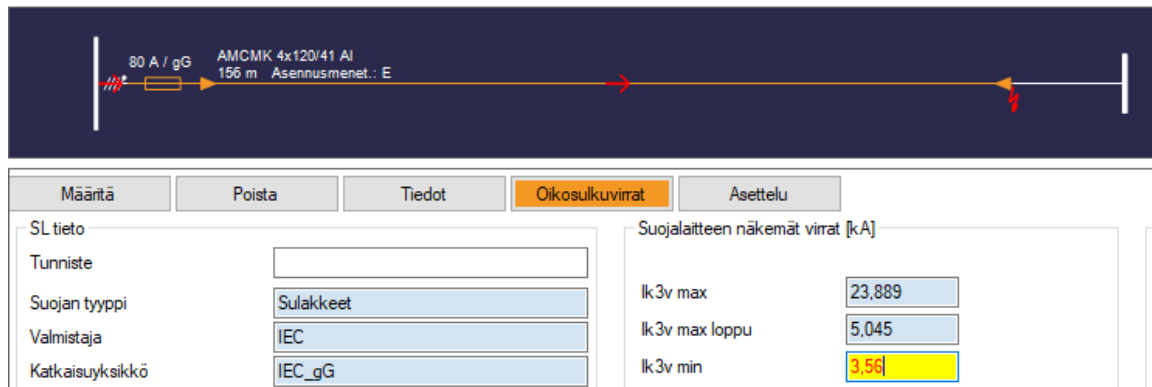 80 A / gG
AMCMK 4x120/41 Al
156 m Asennusmenet.: E
Määritä Poista Tiedot Oikosulkuvirrat Asettelu
SL tieto
Tunniste
Suojan tyyppi Sulakkeet
Valmistaja IEC
Katkaisuyksikkö IEC_gG
Suojalaitteen näkemät virrat [kA]
Ik3v max 23,889
Ik3v max loppu 5,045
Ik3v min 3,56